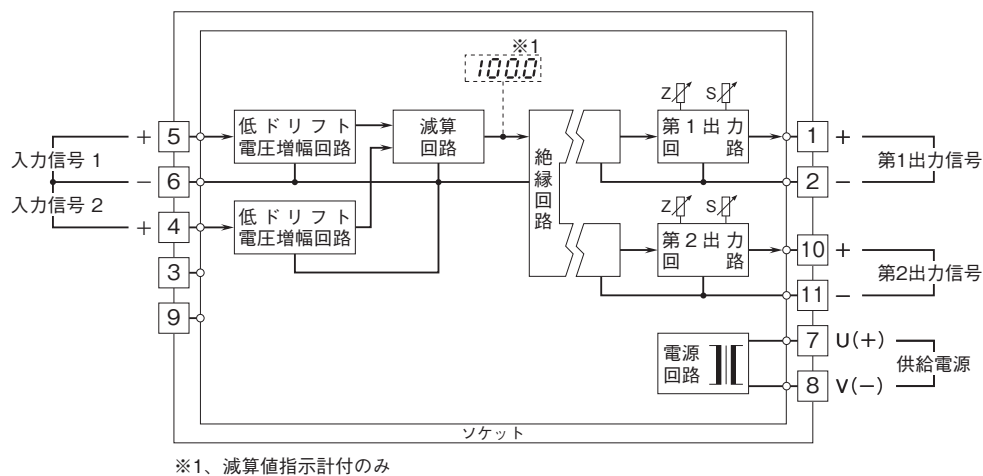 ※1
100.0
Z S
5
+
低ドリフト
電圧増幅回路
減算
回路
第1出力
回 路
1 +
入力信号 1
第1出力信号
6
−
2 −
絶縁回路
入力信号 2
4
+
低ドリフト
電圧増幅回路
Z S
第2出力
回 路
10 +
3
第2出力信号
11 −
9
電源
回路
7 U(+)
供給電源
8 V(−)
ソケット
※1、減算値指示計付のみ